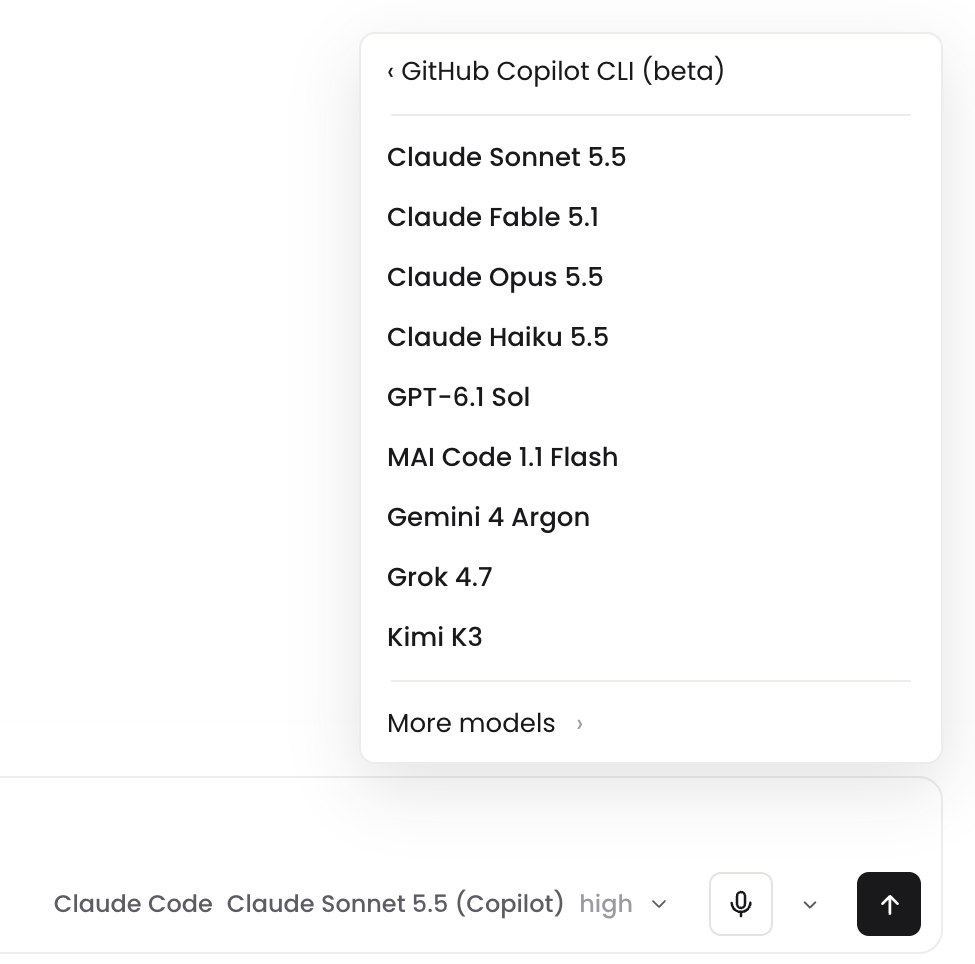 ‹ GitHub Copilot CLI (beta)
Claude Sonnet 5.5
Claude Fable 5.1
Claude Opus 5.5
Claude Haiku 5.5
GPT-6.1 Sol
MAI Code 1.1 Flash
Gemini 4 Argon
Grok 4.7
Kimi K3
More models ›
Claude Code Claude Sonnet 5.5 (Copilot) high